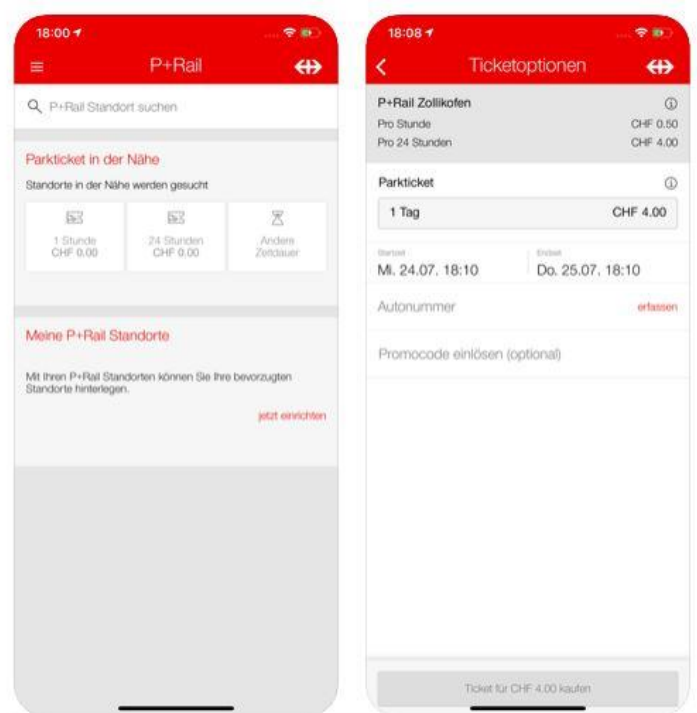 18:00
P+Rail
P+Rail Standort suchen
Parkticket in der Nähe
Standorte in der Nähe werden gesucht
1 Stunde
CHF 0.00
24 Stunden
CHF 0.00
Andere
Zeitdauer
Meine P+Rail Standorte
Mit Ihren P+Rail Standorten können Sie Ihre bevorzugten
Standorte hinterlegen.
jetzt einrichten
18:08
Ticketoptionen
P+Rail Zollikofen
Pro Stunde CHF 0.50
Pro 24 Stunden CHF 4.00
Parkticket
1 Tag CHF 4.00
Startzeit Endzeit
Mi. 24.07. 18:10 Do. 25.07. 18:10
Autonummer erfassen
Promocode einlösen (optional)
Ticket für CHF 4.00 kaufen